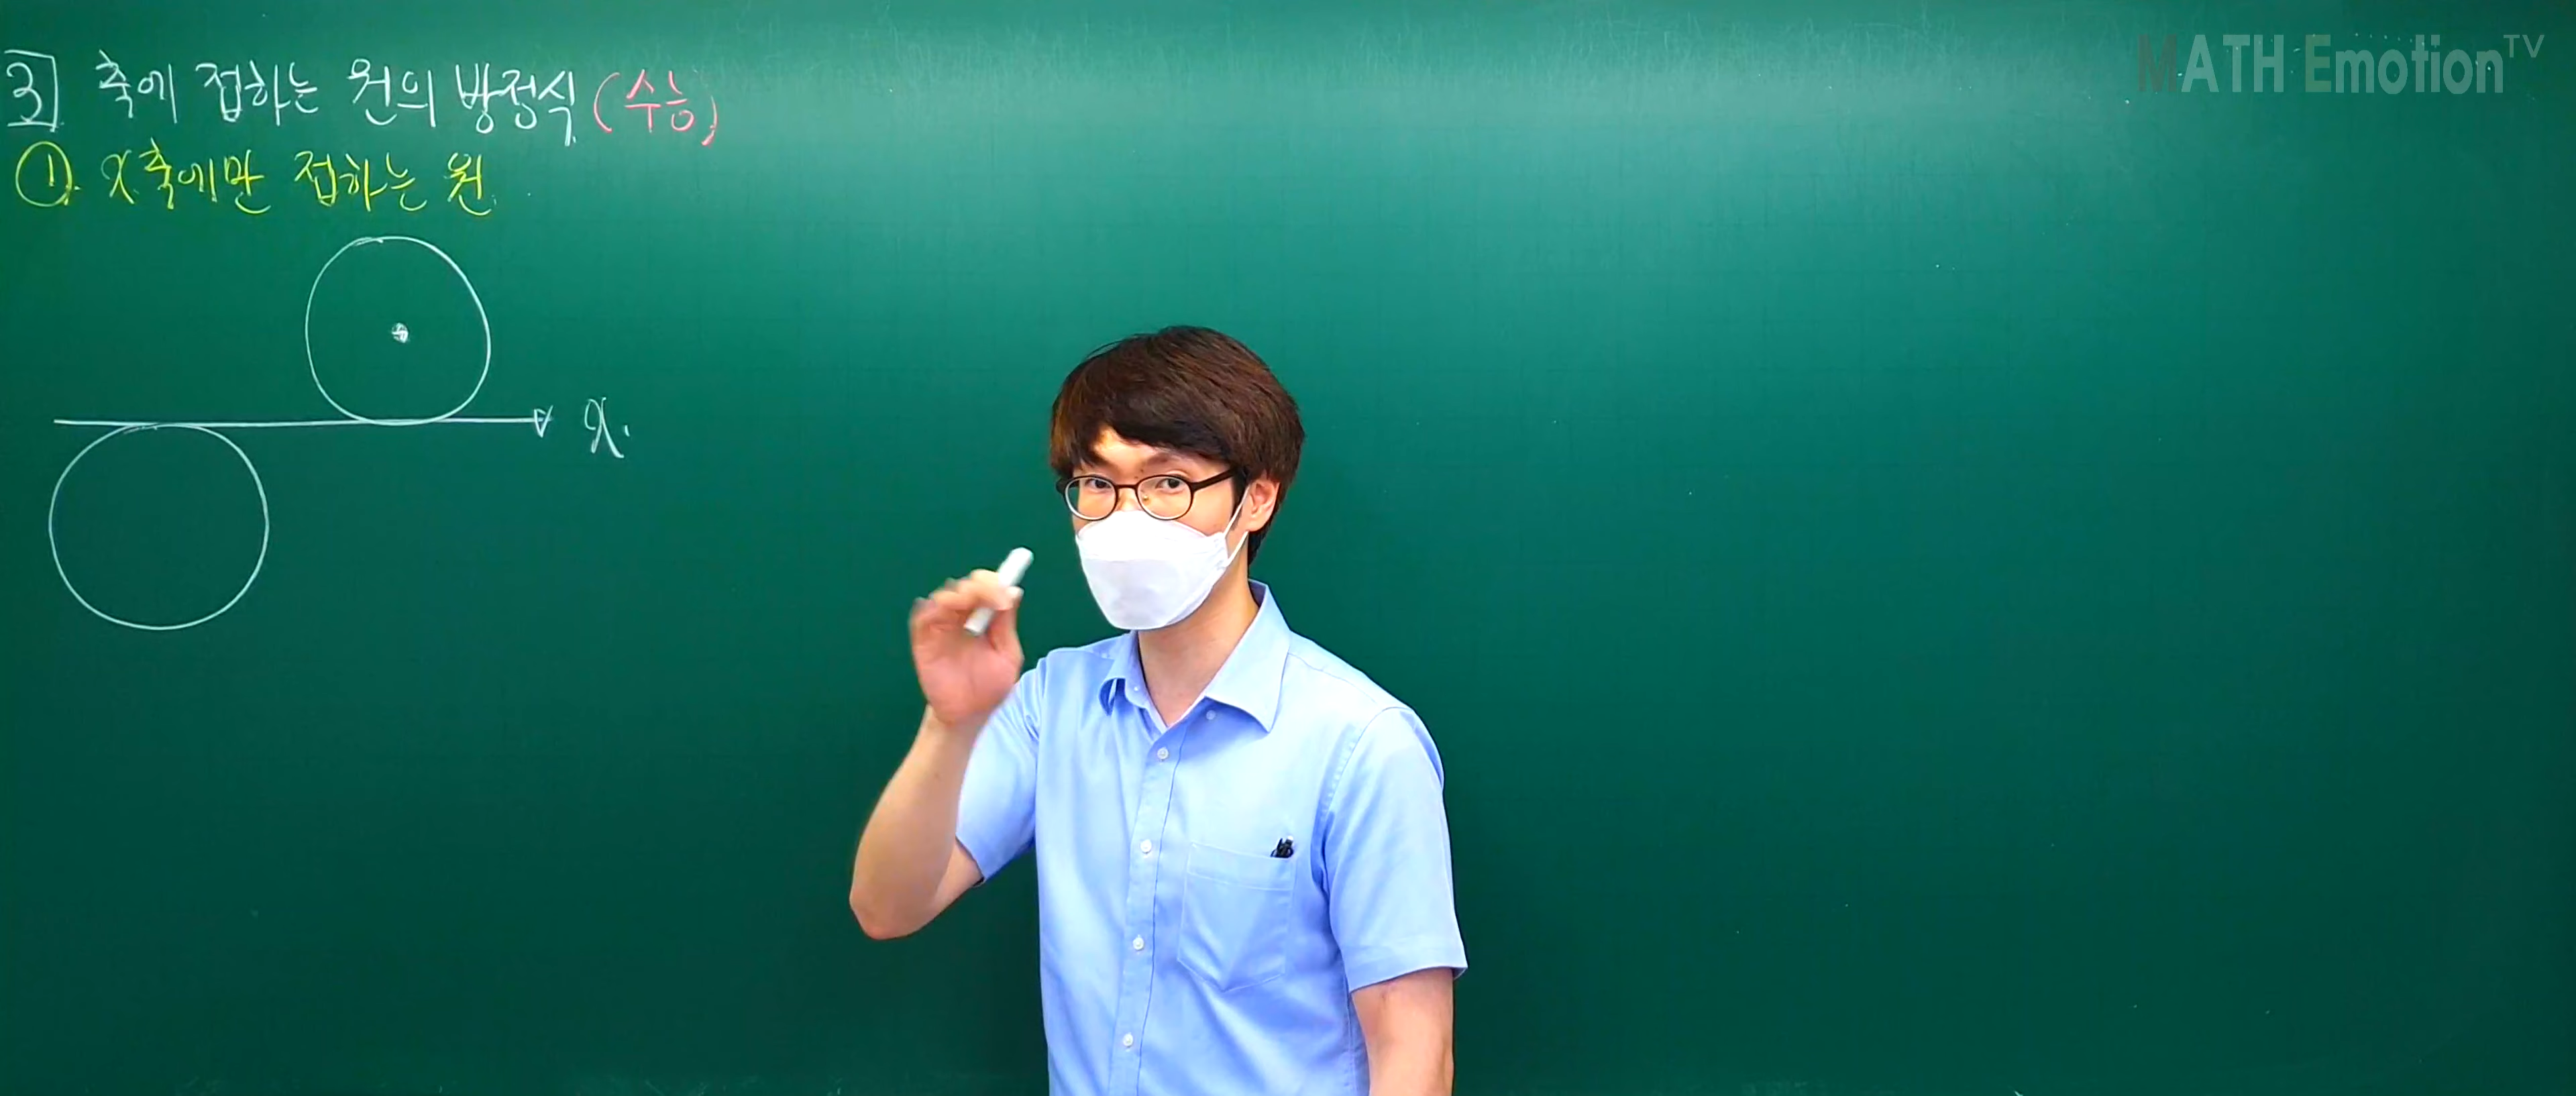 3 축에 접하는 원의 방정식 (수능)
① x축에만 접하는 원
x
MATH Emotion TV